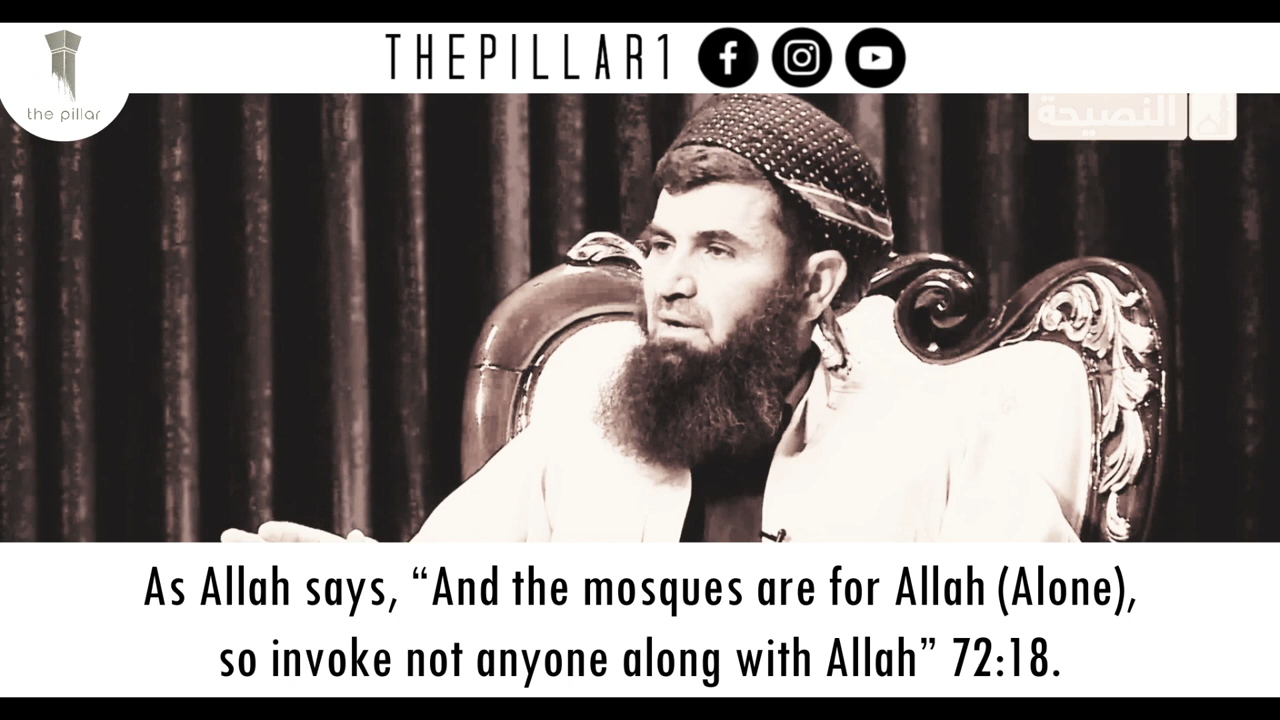 THEPILLAR1
the pillar
النصيحة
As Allah says, “And the mosques are for Allah (Alone),
so invoke not anyone along with Allah” 72:18.